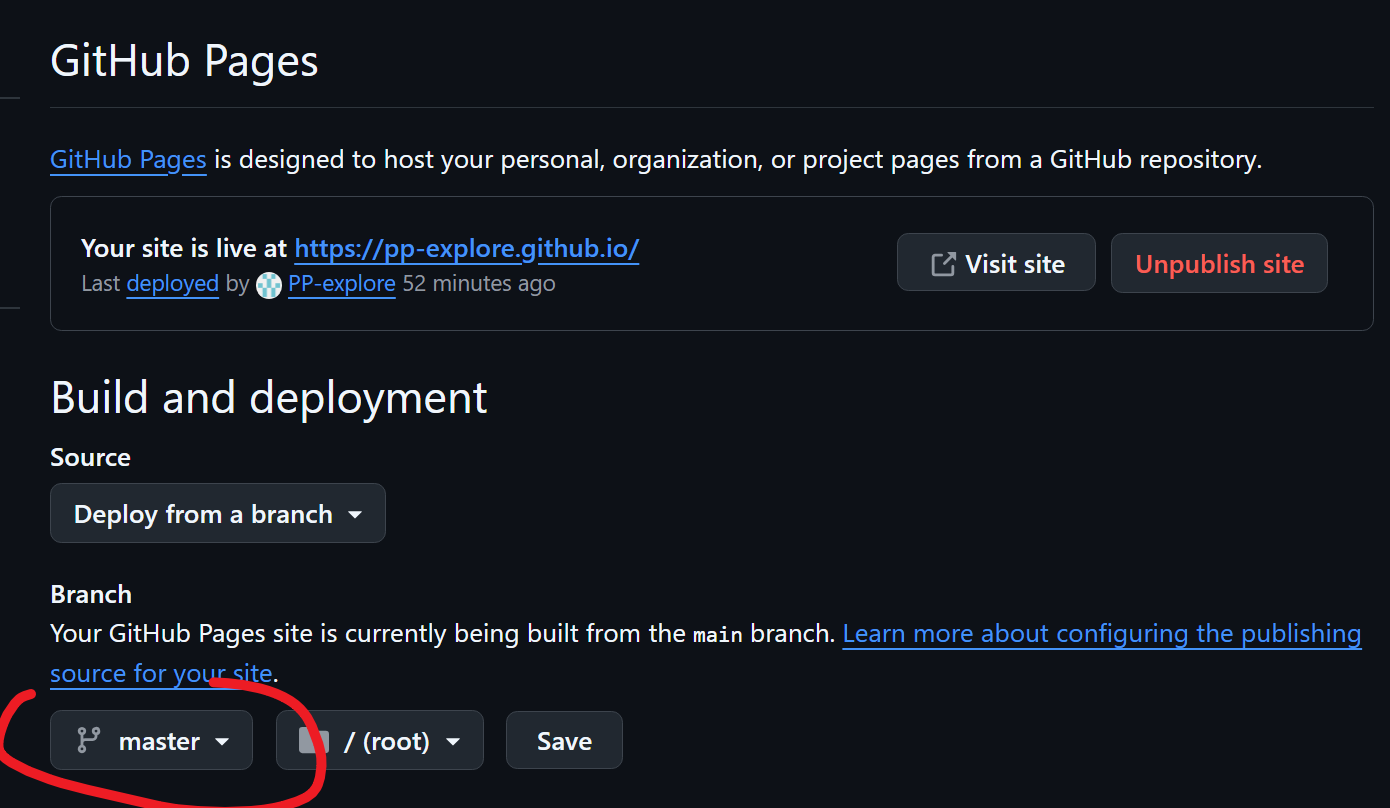 GitHub Pages
GitHub Pages is designed to host your personal, organization, or project pages from a GitHub repository.
Your site is live at https://pp-explore.github.io/
Last deployed by PP-explore 52 minutes ago
Visit site
Unpublish site
Build and deployment
Source
Deploy from a branch
Branch
Your GitHub Pages site is currently being built from the main branch. Learn more about configuring the publishing
source for your site.
master
/ (root)
Save